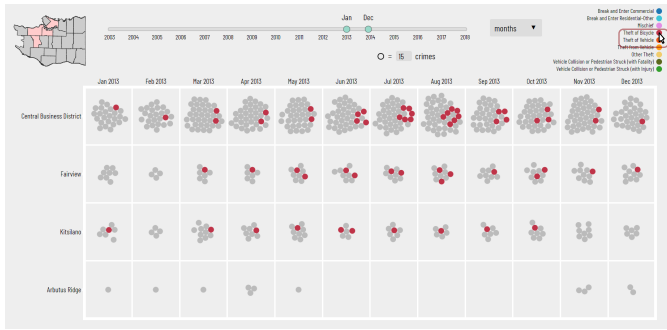 Jan Dec
2003 2003 2004 2005 2006 2007 2008 2009 2010 2011 2012 2013 2014 2015 2016 2017 2018
months
= 15 crimes
Break and Enter Commercial
Break and Enter Residential-Other
Mischief
Theft of Bicycle
Theft of Vehicle
Theft from Vehicle
Other Theft
Vehicle Collision or Pedestrian Struck (with Fatality)
Vehicle Collision or Pedestrian Struck (with Injury)
Jan 2013 Feb 2013 Mar 2013 Apr 2013 May 2013 Jun 2013 Jul 2013 Aug 2013 Sep 2013 Oct 2013 Nov 2013 Dec 2013
Central Business District
Fairview
Kitsilano
Arbutus Ridge